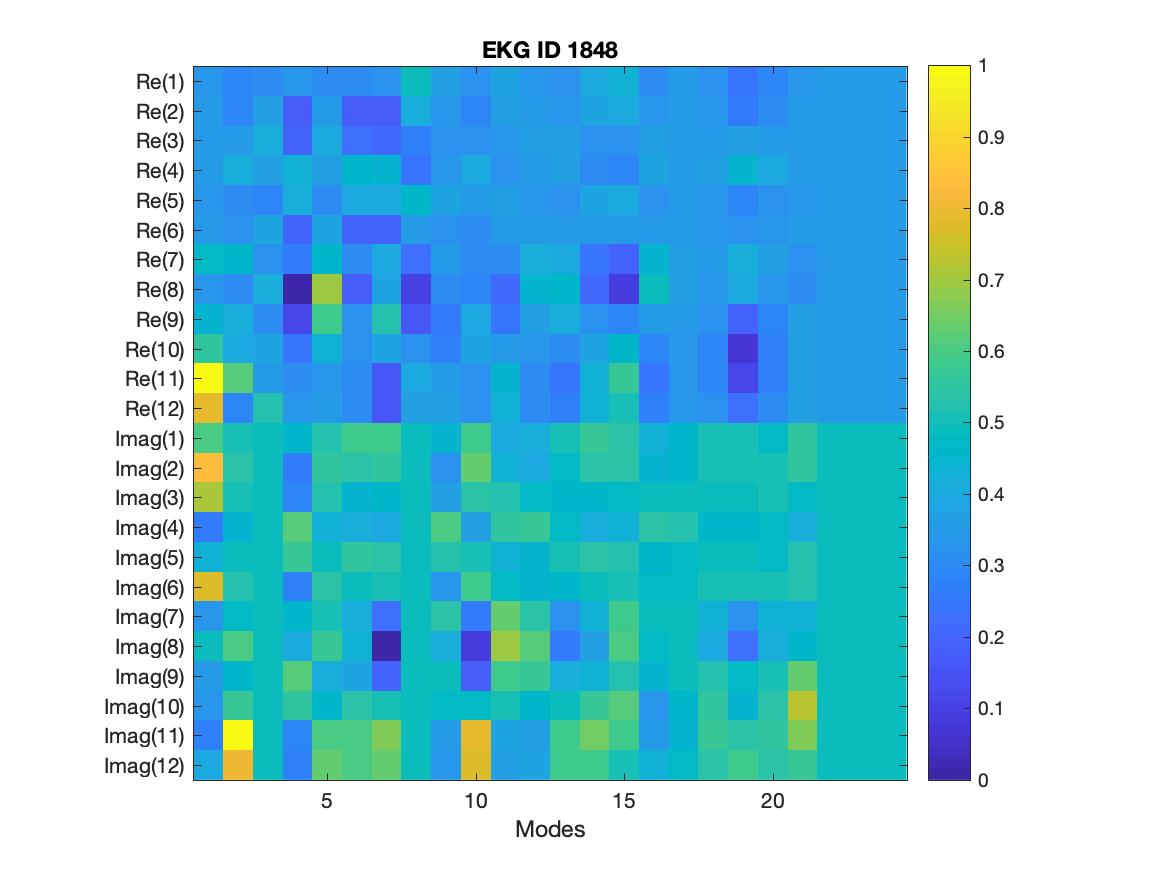 EKG ID 1848
Re(1)
Re(2)
Re(3)
Re(4)
Re(5)
Re(6)
Re(7)
Re(8)
Re(9)
Re(10)
Re(11)
Re(12)
Imag(1)
Imag(2)
Imag(3)
Imag(4)
Imag(5)
Imag(6)
Imag(7)
Imag(8)
Imag(9)
Imag(10)
Imag(11)
Imag(12)
5 10 15 20
Modes
1
0.9
0.8
0.7
0.6
0.5
0.4
0.3
0.2
0.1
0